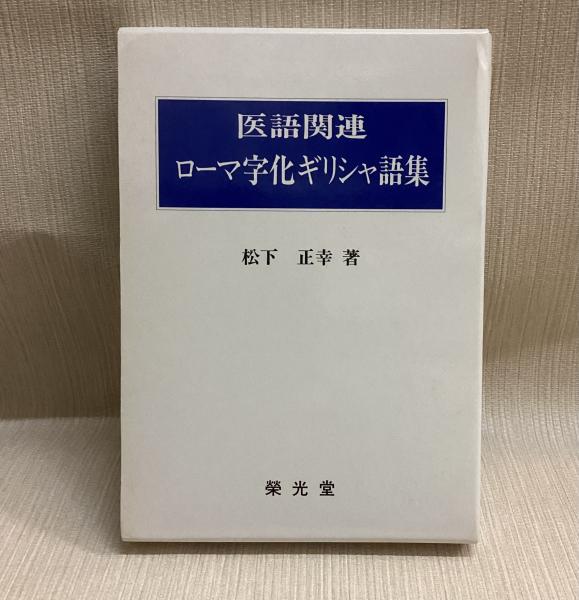 医語関連
ローマ字化ギリシャ語集
松下 正幸 著
榮光堂